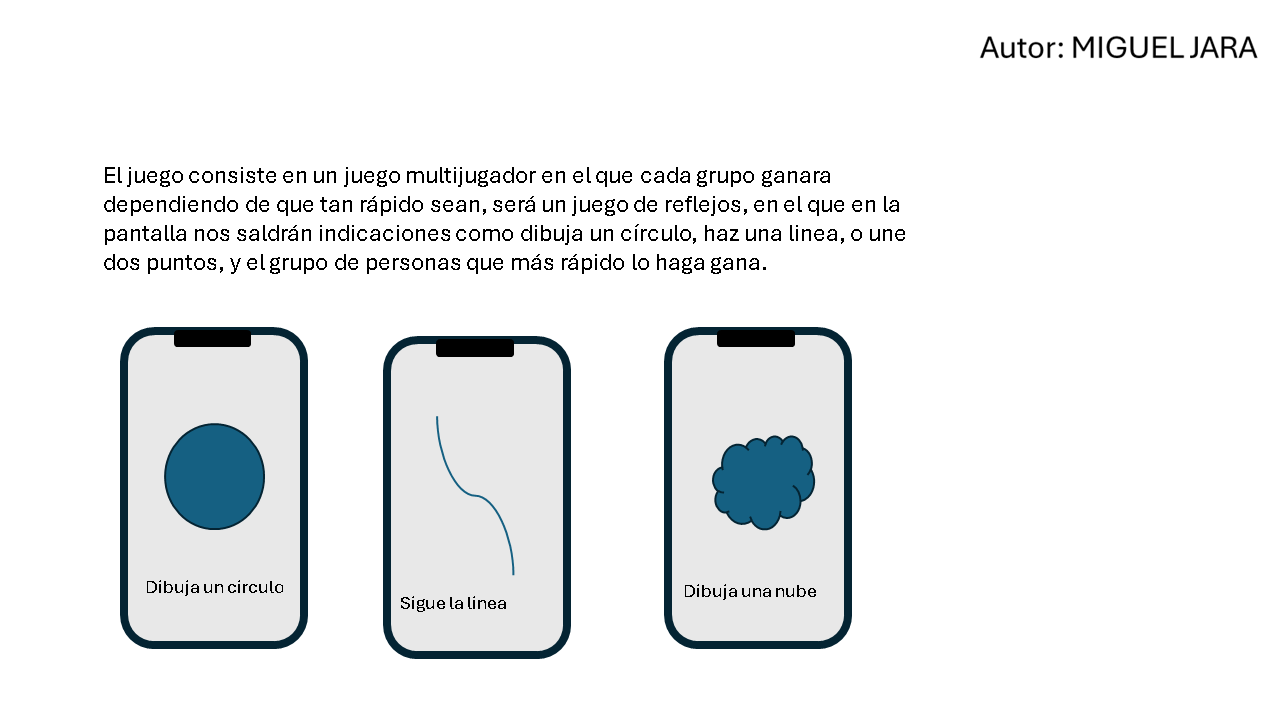 Autor: MIGUEL JARA
El juego consiste en un juego multijugador en el que cada grupo ganara
dependiendo de que tan rápido sean, será un juego de reflejos, en el que en la
pantalla nos saldrán indicaciones como dibuja un círculo, haz una linea, o une
dos puntos, y el grupo de personas que más rápido lo haga gana.
Dibuja un circulo
Sigue la linea
Dibuja una nube